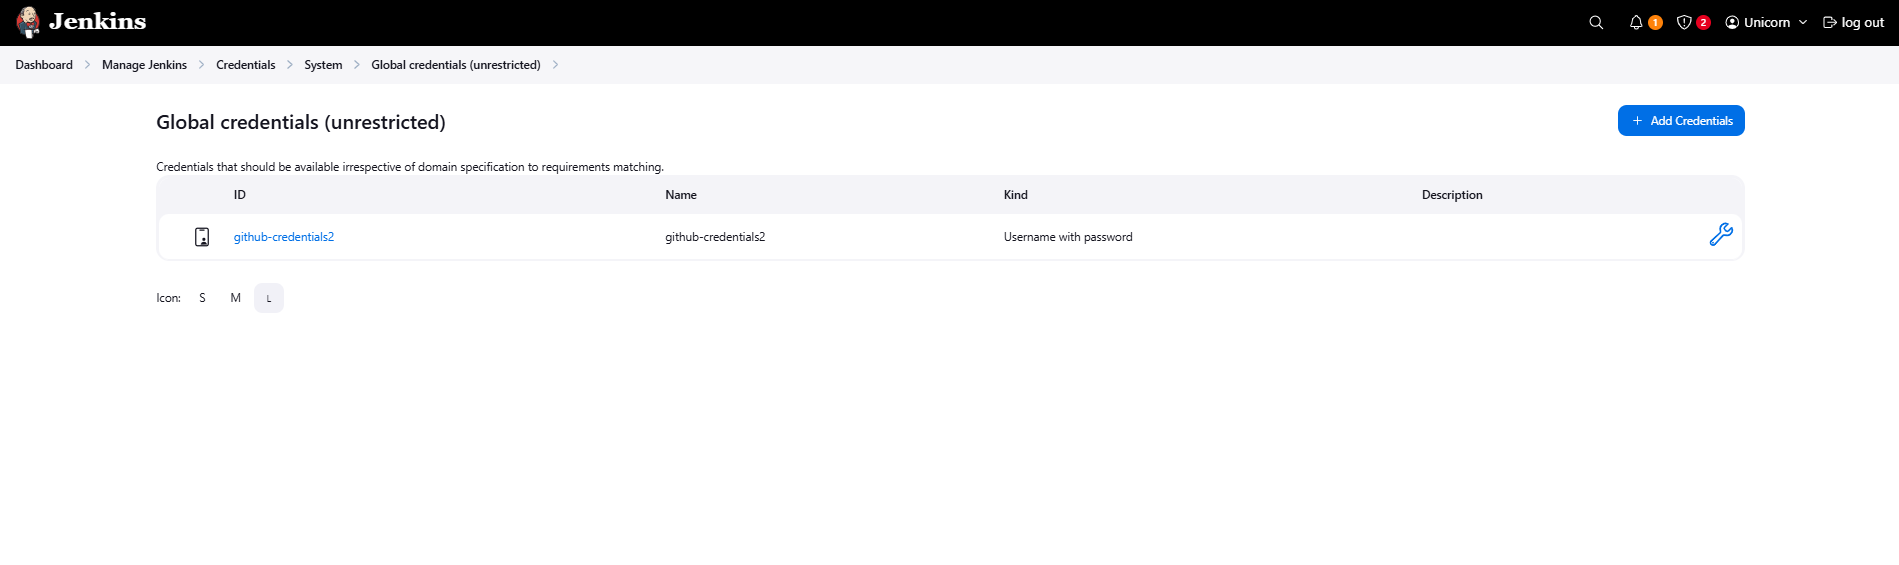 Jenkins 1 2 Unicorn log out
Dashboard Manage Jenkins Credentials System Global credentials (unrestricted)
Global credentials (unrestricted) + Add Credentials
Credentials that should be available irrespective of domain specification to requirements matching.
ID Name Kind Description
github-credentials2 github-credentials2 Username with password
Icon: S M L